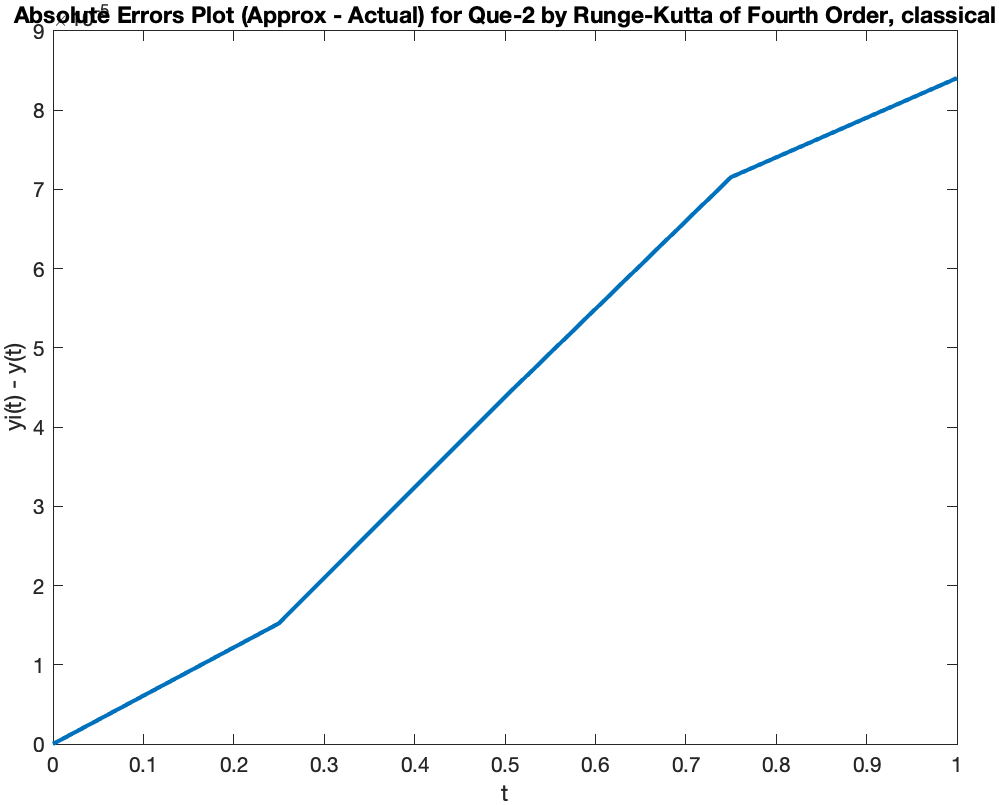 Absolute Errors Plot (Approx - Actual) for Que-2 by Runge-Kutta of Fourth Order, classical
× 10-5
9
8
7
6
5
4
3
2
1
0
yi(t) - y(t)
0 0.1 0.2 0.3 0.4 0.5 0.6 0.7 0.8 0.9 1
t